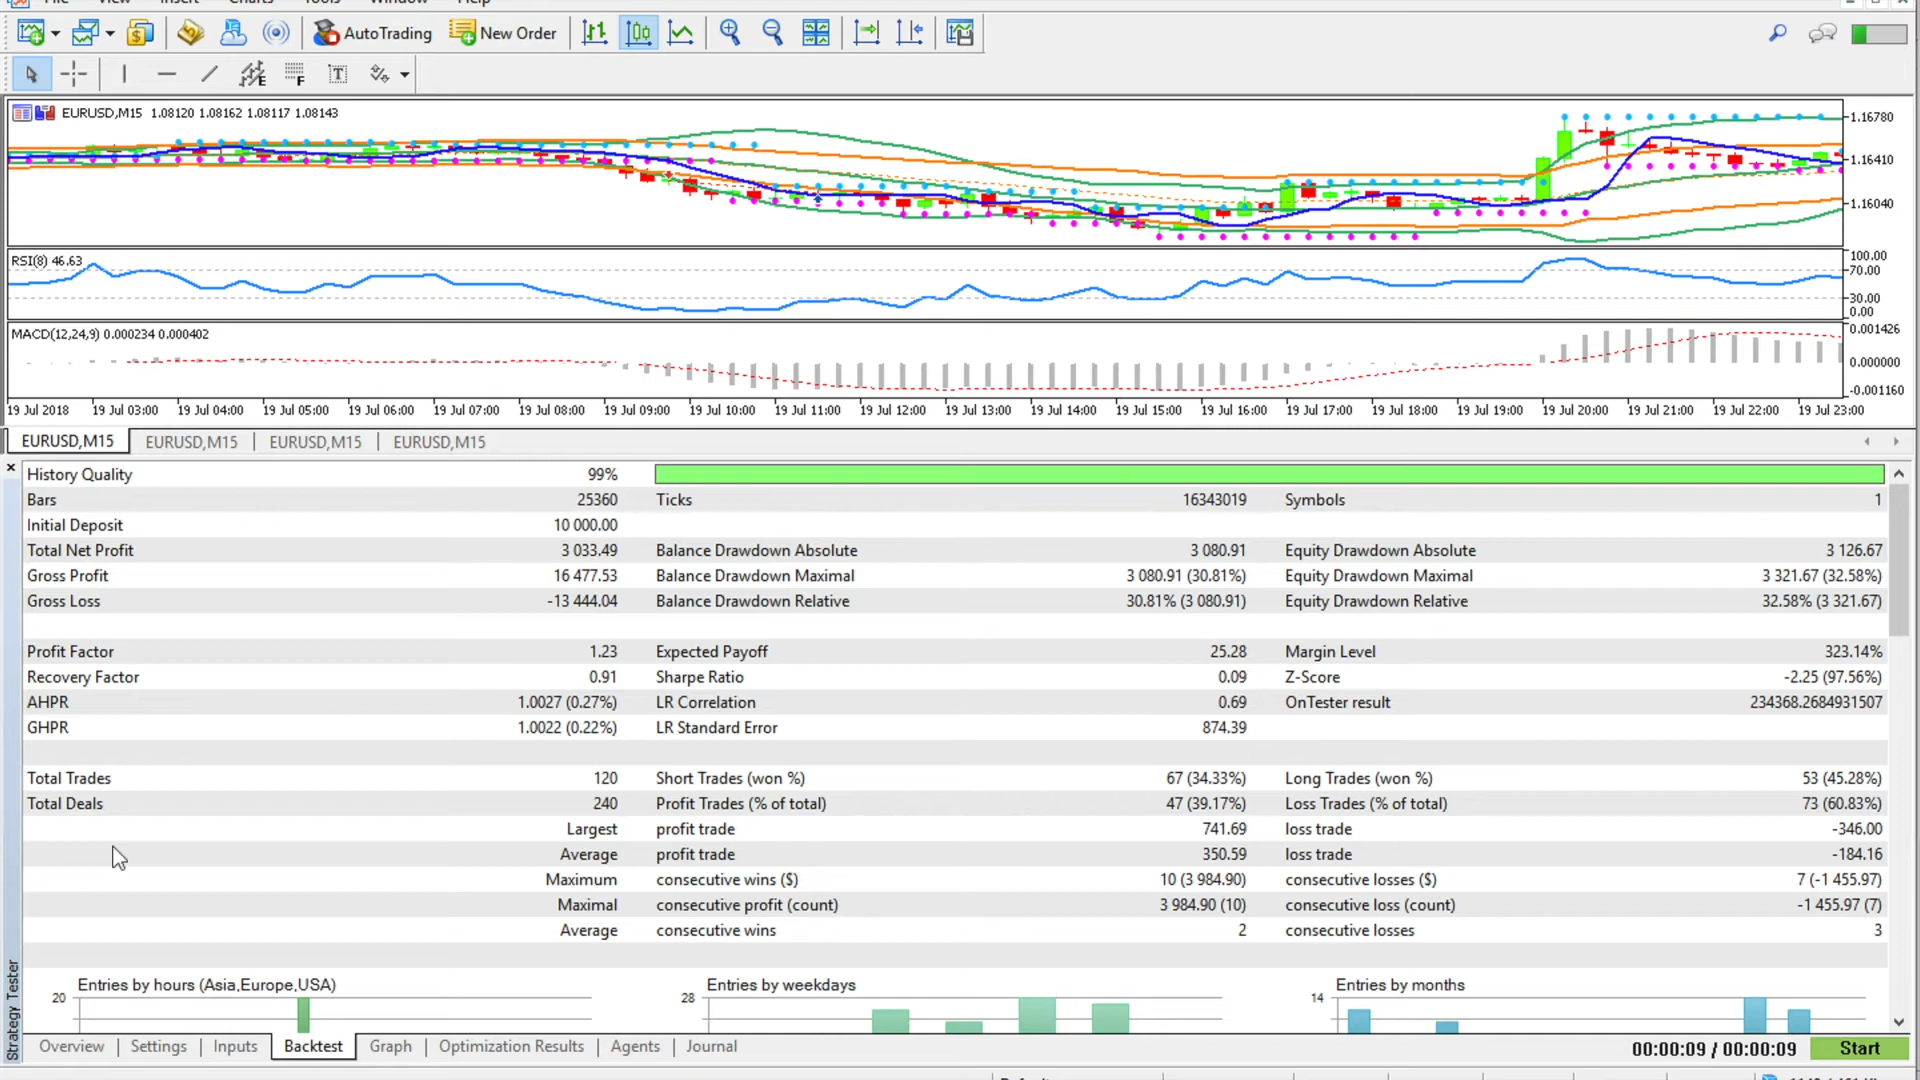 File View Insert Charts Tools Window Help
AutoTrading New Order
E F T
EURUSD,M15 1.08120 1.08162 1.08117 1.08143
1.16780
1.16410
1.16040
RSI(8) 46.63
100.00
70.00
30.00
0.00
MACD(12,24,9) 0.000234 0.000402
0.001426
0.000000
-0.001160
19 Jul 2018 19 Jul 03:00 19 Jul 04:00 19 Jul 05:00 19 Jul 06:00 19 Jul 07:00 19 Jul 08:00 19 Jul 09:00 19 Jul 10:00 19 Jul 11:00 19 Jul 12:00 19 Jul 13:00 19 Jul 14:00 19 Jul 15:00 19 Jul 16:00 19 Jul 17:00 19 Jul 18:00 19 Jul 19:00 19 Jul 20:00 19 Jul 21:00 19 Jul 22:00 19 Jul 23:00
EURUSD,M15 EURUSD,M15 EURUSD,M15 EURUSD,M15
History Quality 99%
Bars 25360 Ticks 16343019 Symbols 1
Initial Deposit 10 000.00
Total Net Profit 3 033.49 Balance Drawdown Absolute 3 080.91 Equity Drawdown Absolute 3 126.67
Gross Profit 16 477.53 Balance Drawdown Maximal 3 080.91 (30.81%) Equity Drawdown Maximal 3 321.67 (32.58%)
Gross Loss -13 444.04 Balance Drawdown Relative 30.81% (3 080.91) Equity Drawdown Relative 32.58% (3 321.67)
Profit Factor 1.23 Expected Payoff 25.28 Margin Level 323.14%
Recovery Factor 0.91 Sharpe Ratio 0.09 Z-Score -2.25 (97.56%)
AHPR 1.0027 (0.27%) LR Correlation 0.69 OnTester result 234368.2684931507
GHPR 1.0022 (0.22%) LR Standard Error 874.39
Total Trades 120 Short Trades (won %) 67 (34.33%) Long Trades (won %) 53 (45.28%)
Total Deals 240 Profit Trades (% of total) 47 (39.17%) Loss Trades (% of total) 73 (60.83%)
Largest profit trade 741.69 loss trade -346.00
Average profit trade 350.59 loss trade -184.16
Maximum consecutive wins ($) 10 (3 984.90) consecutive losses ($) 7 (-1 455.97)
Maximal consecutive profit (count) 3 984.90 (10) consecutive loss (count) -1 455.97 (7)
Average consecutive wins 2 consecutive losses 3
Entries by hours (Asia,Europe,USA) Entries by weekdays Entries by months
20 28 14
Strategy Tester
Overview Settings Inputs Backtest Graph Optimization Results Agents Journal 00:00:09 / 00:00:09 Start